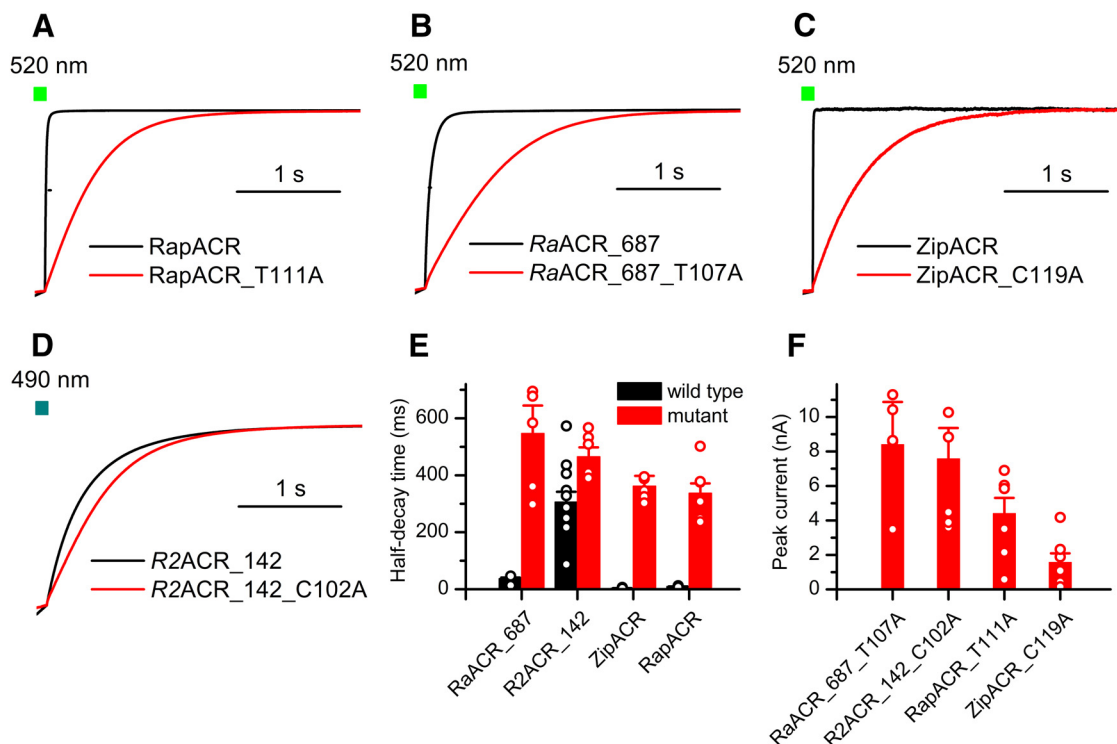 A
520 nm
1 s
RapACR
RapACR_T111A
B
520 nm
1 s
RaACR_687
RaACR_687_T107A
C
520 nm
1 s
ZipACR
ZipACR_C119A
D
490 nm
1 s
R2ACR_142
R2ACR_142_C102A
E
wild type
mutant
Half-decay time (ms)
600
400
200
0
RaACR_687
R2ACR_142
ZipACR
RapACR
F
Peak current (nA)
10
8
6
4
2
0
RaACR_687_T107A
R2ACR_142_C102A
RapACR_T111A
ZipACR_C119A